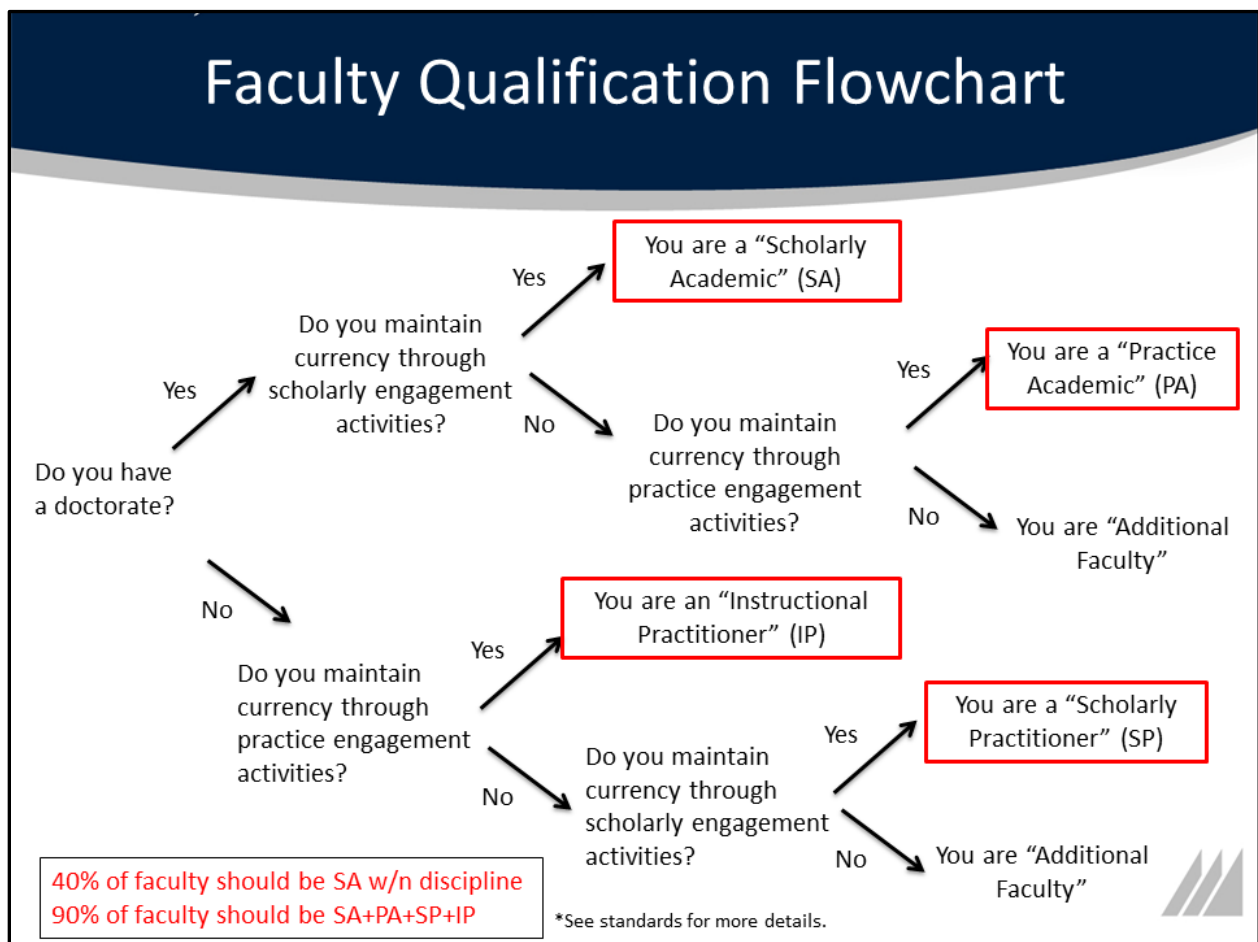 Faculty Qualification Flowchart
You are a “Scholarly
Academic” (SA)
Yes
Do you maintain
currency through
scholarly engagement
activities?
You are a “Practice
Academic” (PA)
Yes
Yes
No
Do you maintain
currency through
practice engagement
activities?
Do you have
a doctorate?
No
You are “Additional
Faculty”
No
You are an “Instructional
Practitioner” (IP)
Yes
Do you maintain
currency through
practice engagement
activities?
You are a “Scholarly
Practitioner” (SP)
Yes
Do you maintain
currency through
scholarly engagement
activities?
No
No
You are “Additional
Faculty”
40% of faculty should be SA w/n discipline
90% of faculty should be SA+PA+SP+IP
*See standards for more details.